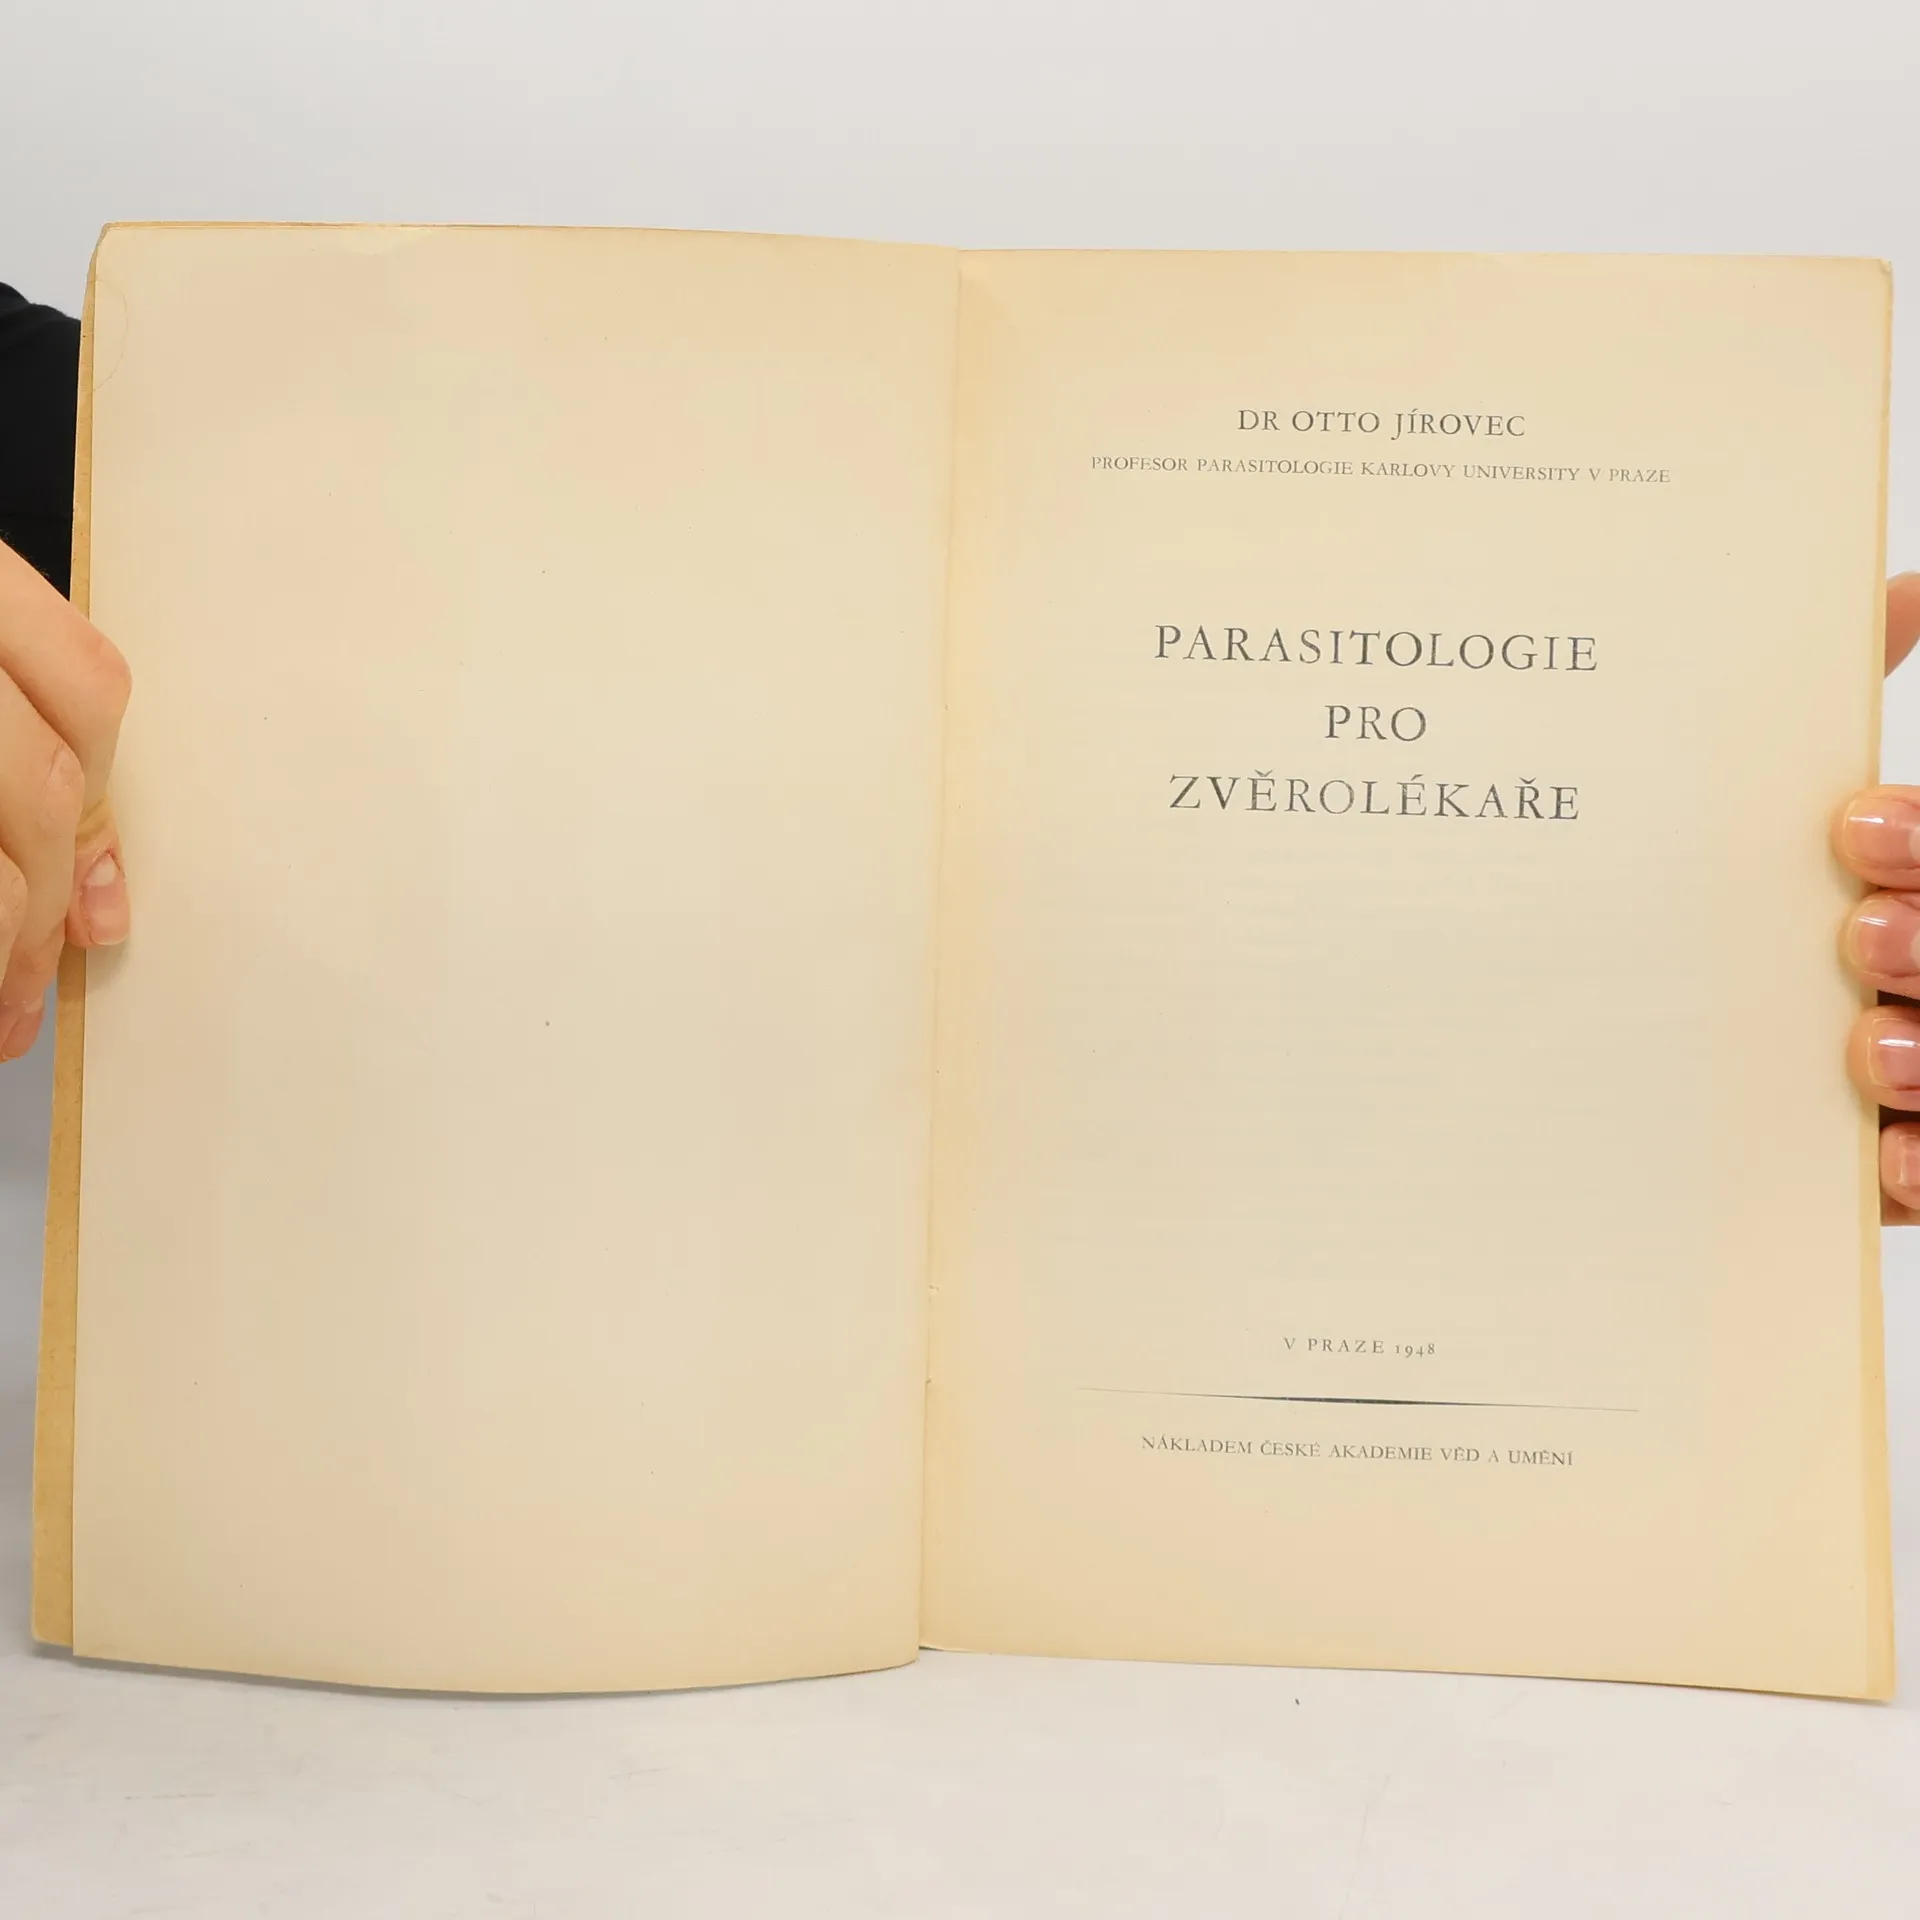 DR OTTO JÍROVEC
PROFESOR PARASITOLOGIE KARLOVY UNIVERSITY V PRAZE
PARASITOLOGIE
PRO
ZVĚROLÉKAŘE
V PRAZE 1948
NÁKLADEM ČESKÉ AKADEMIE VĚD A UMĚNÍ